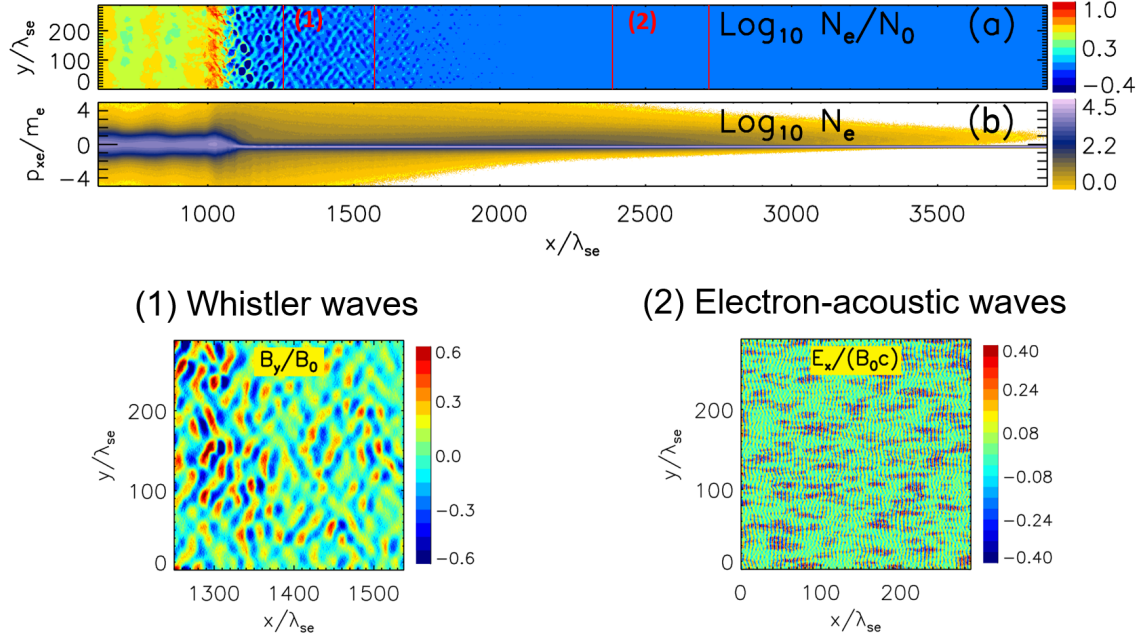 (1) (2) Log₁₀ Nₑ/N₀ (a)
y/λse
200
100
0
1.0
0.3
−0.4
Log₁₀ Nₑ (b)
pxe/mₑ
4
0
−4
4.5
2.2
0.0
1000 1500 2000 2500 3000 3500
x/λse
(1) Whistler waves
(2) Electron-acoustic waves
By/B₀
y/λse
200
100
0
0.6
0.3
0.0
−0.3
−0.6
1300 1400 1500
x/λse
Eₓ/(B₀c)
y/λse
200
100
0
0.40
0.24
0.08
−0.08
−0.24
−0.40
0 100 200
x/λse